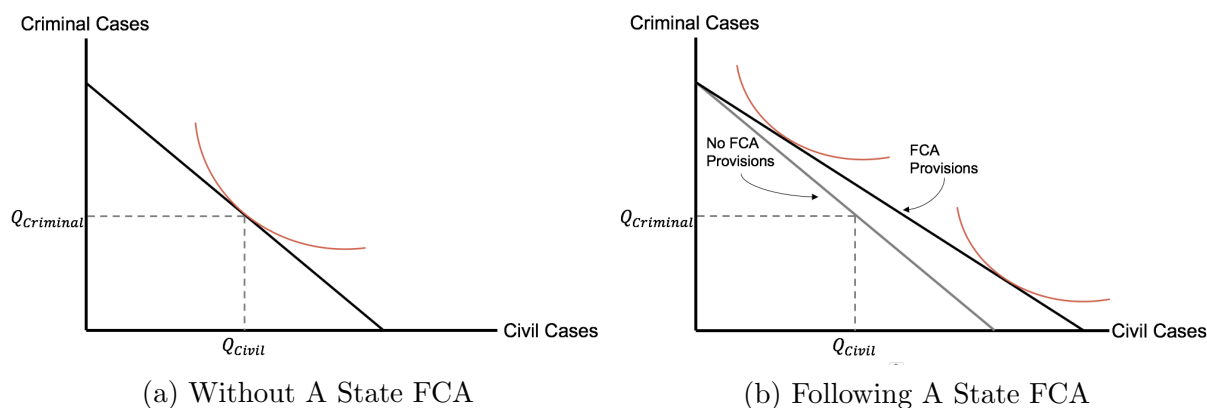 Criminal Cases
Q_Criminal
Q_Civil
Civil Cases
(a) Without A State FCA
Criminal Cases
No FCA
Provisions
FCA
Provisions
Q_Criminal
Q_Civil
Civil Cases
(b) Following A State FCA